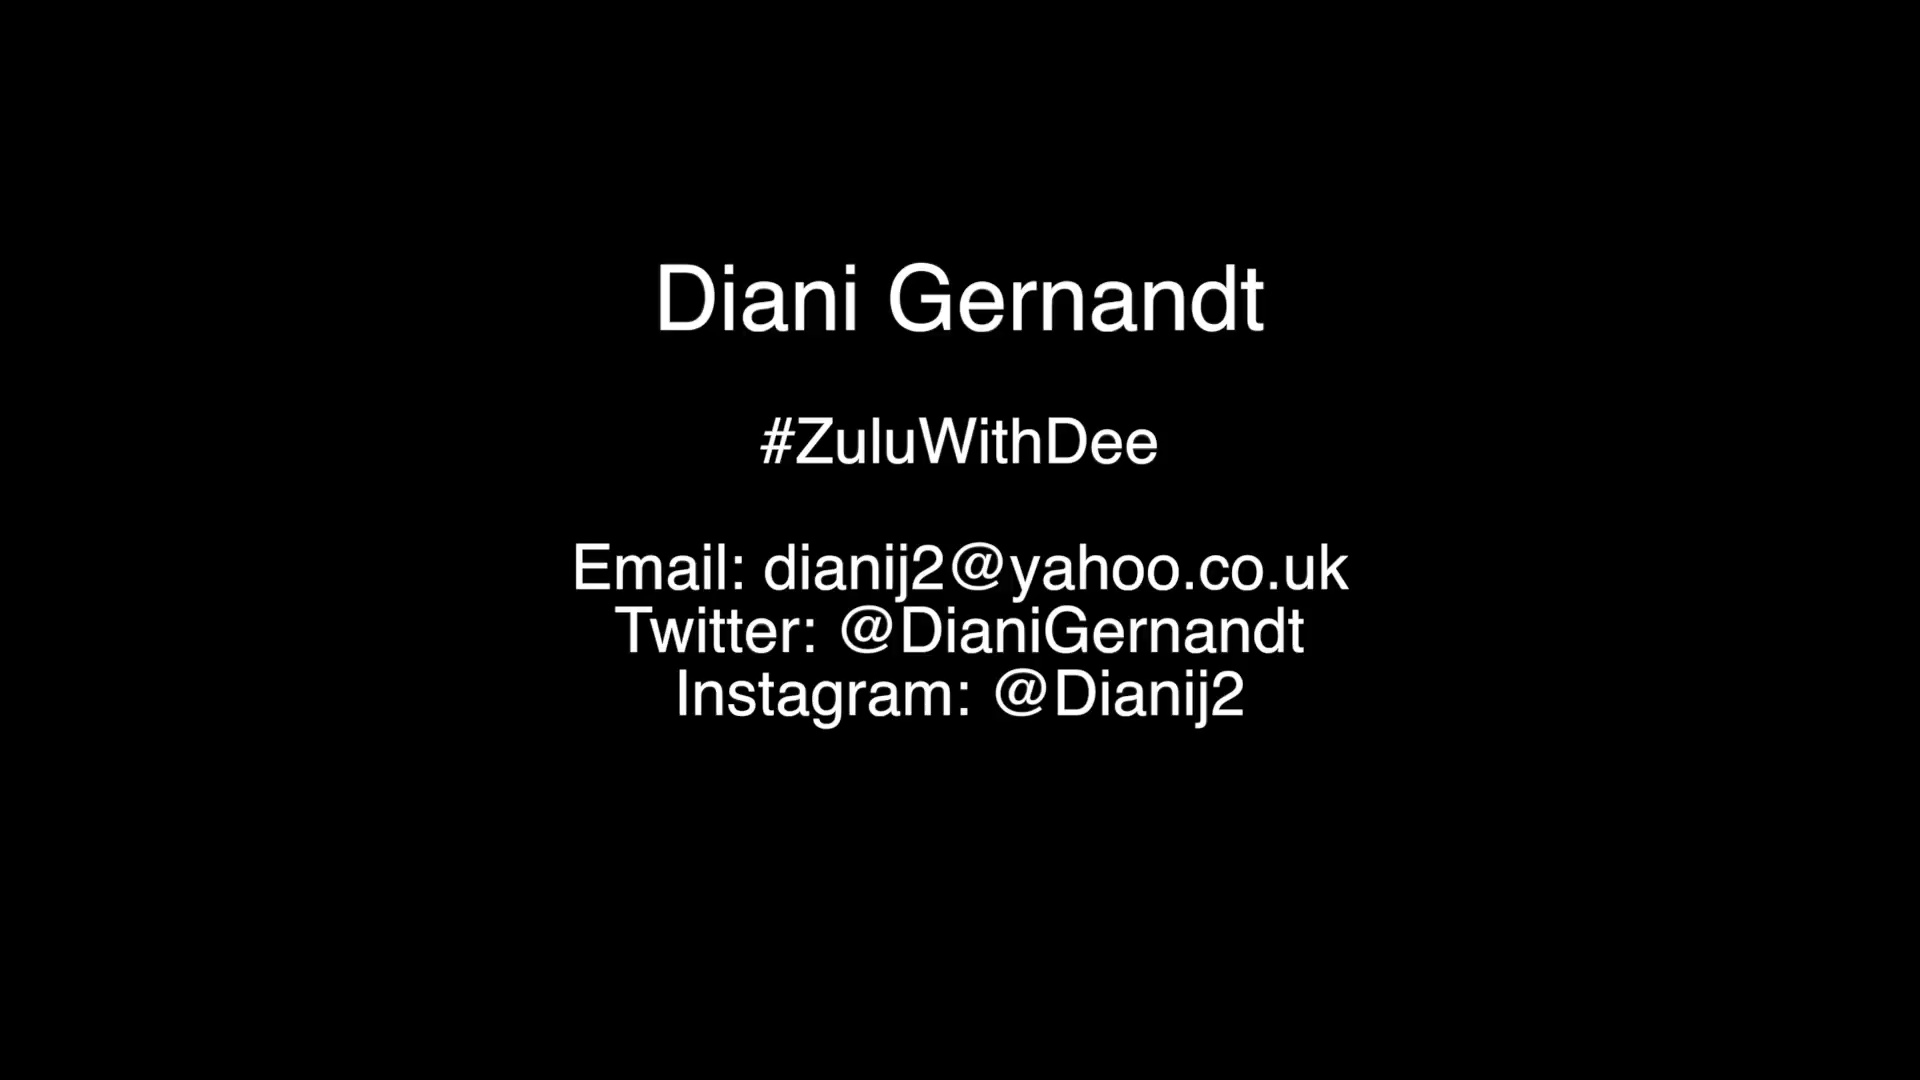 Diani Gernandt
#ZuluWithDee
Email: dianij2@yahoo.co.uk
Twitter: @DianiGernandt
Instagram: @Dianij2